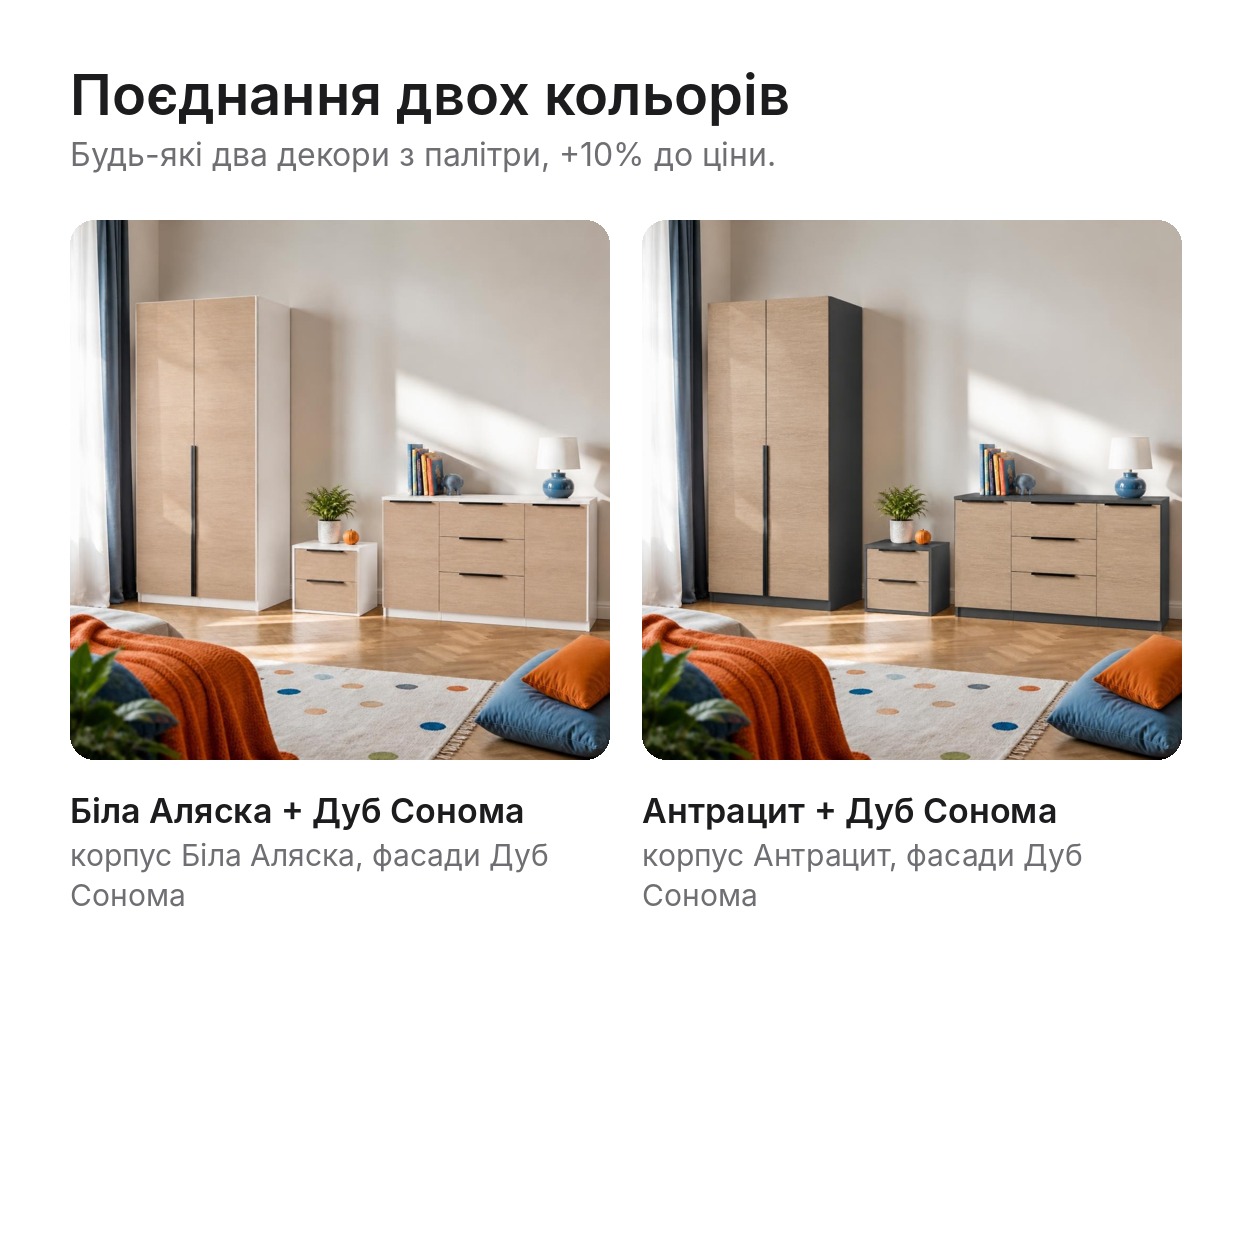 Поєднання двох кольорів
Будь-які два декори з палітри, +10% до ціни.
Біла Аляска + Дуб Сонома
корпус Біла Аляска, фасади Дуб
Сонома
Антрацит + Дуб Сонома
корпус Антрацит, фасади Дуб
Сонома